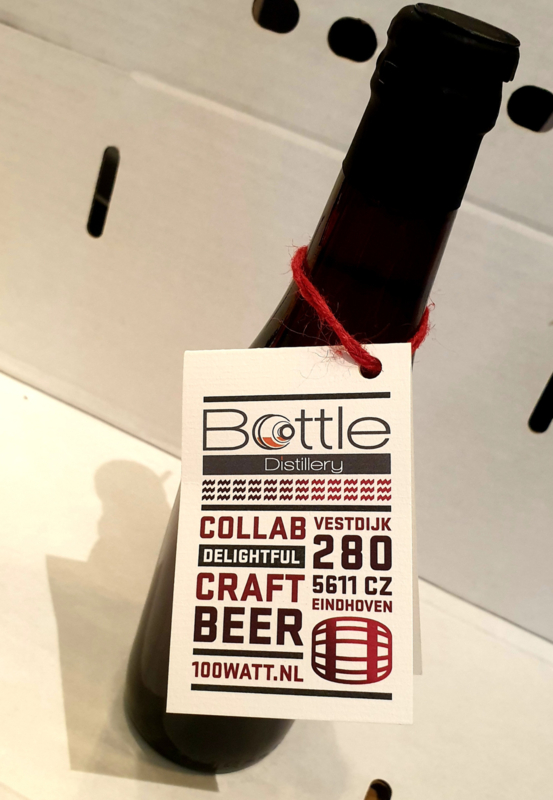 Bottle
Distillery
COLLAB
DELIGHTFUL
CRAFT
BEER
100WATT.NL
VESTDIJK
280
5611 CZ
EINDHOVEN